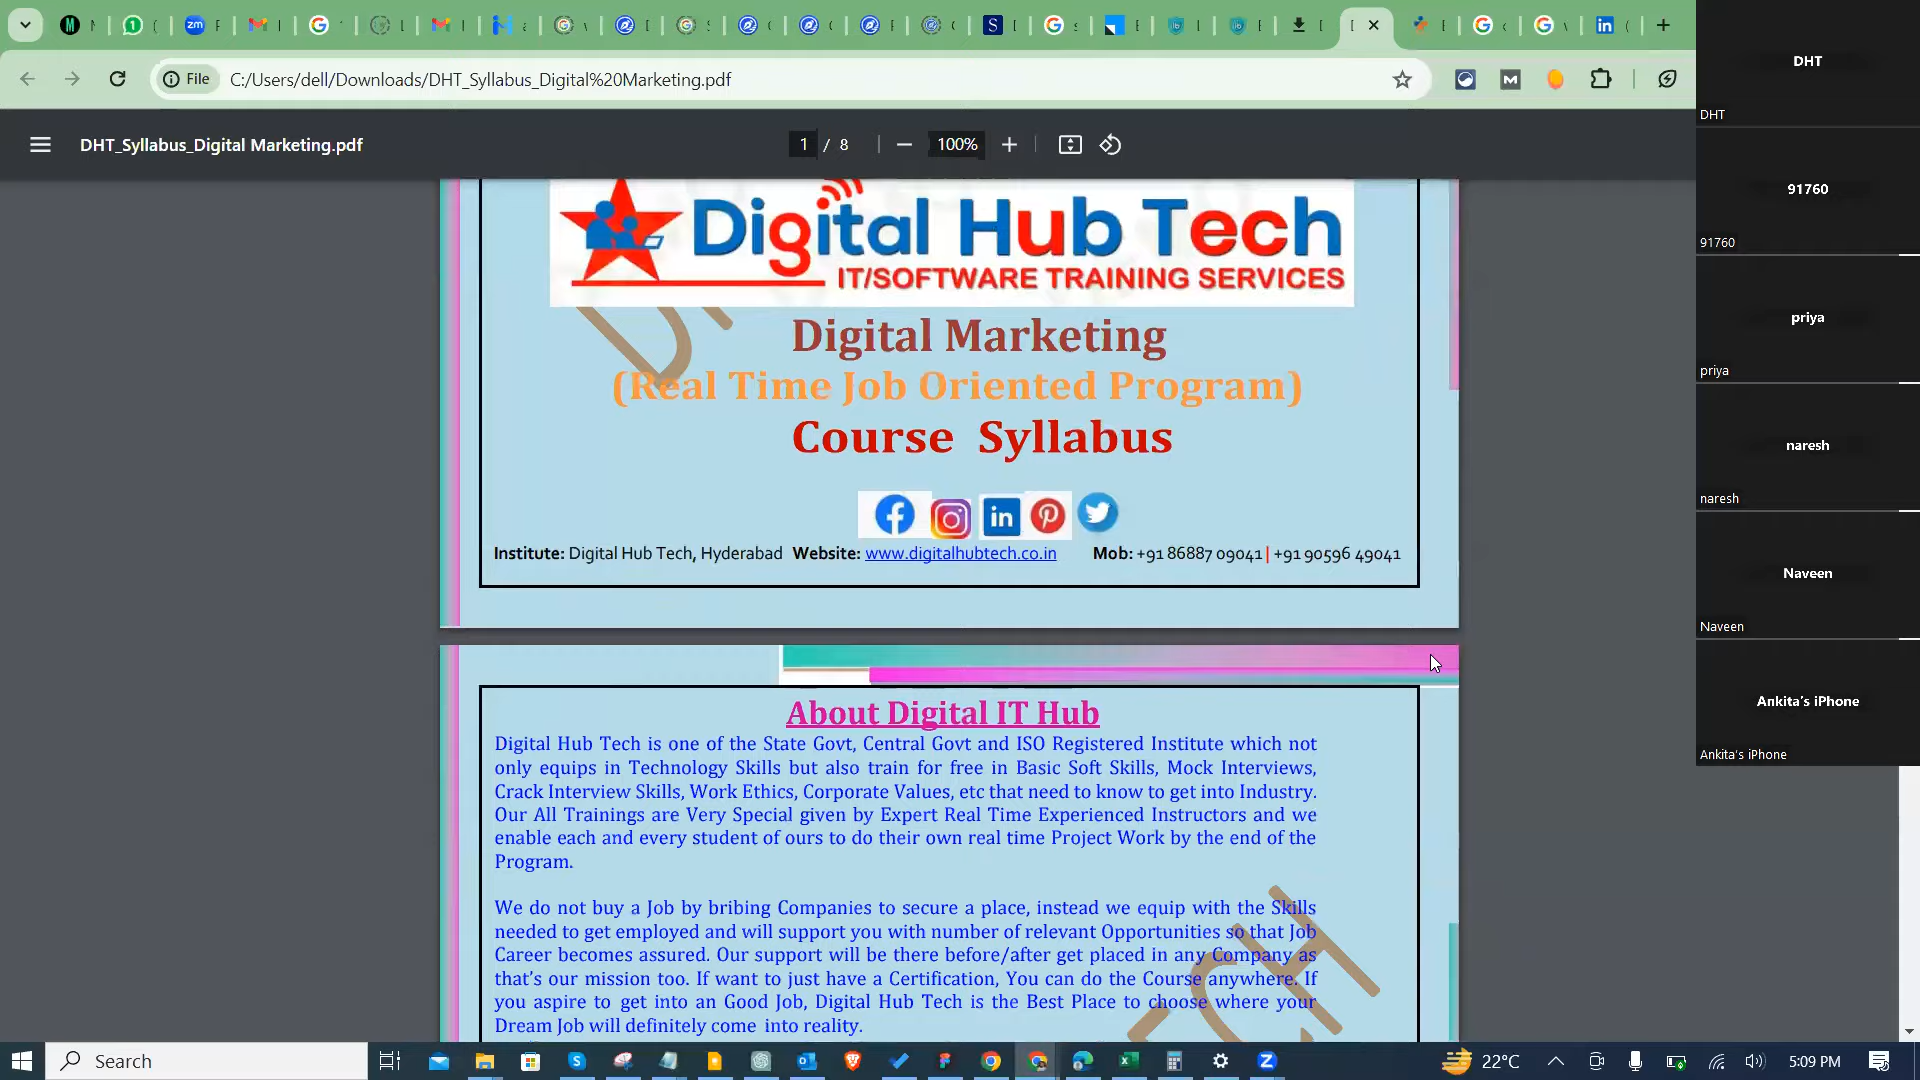 File
C:/Users/dell/Downloads/DHT_Syllabus_Digital%20Marketing.pdf
DHT_Syllabus_Digital Marketing.pdf
1 / 8
100%
Digital Hub Tech
IT/SOFTWARE TRAINING SERVICES
Digital Marketing
(Real Time Job Oriented Program)
Course Syllabus
Institute: Digital Hub Tech, Hyderabad Website: www.digitalhubtech.co.in Mob: +91 86887 09041 | +91 90596 49041
About Digital IT Hub
Digital Hub Tech is one of the State Govt, Central Govt and ISO Registered Institute which not
only equips in Technology Skills but also train for free in Basic Soft Skills, Mock Interviews,
Crack Interview Skills, Work Ethics, Corporate Values, etc that need to know to get into Industry.
Our All Trainings are Very Special given by Expert Real Time Experienced Instructors and we
enable each and every student of ours to do their own real time Project Work by the end of the
Program.
We do not buy a Job by bribing Companies to secure a place, instead we equip with the Skills
needed to get employed and will support you with number of relevant Opportunities so that Job
Career becomes assured. Our support will be there before/after get placed in any Company as
that's our mission too. If want to just have a Certification, You can do the Course anywhere. If
you aspire to get into an Good Job, Digital Hub Tech is the Best Place to choose where your
Dream Job will definitely come into reality.
TECH
DHT
DHT
91760
91760
priya
priya
naresh
naresh
Naveen
Naveen
Ankita's iPhone
Ankita's iPhone
Search
22°C
5:09 PM